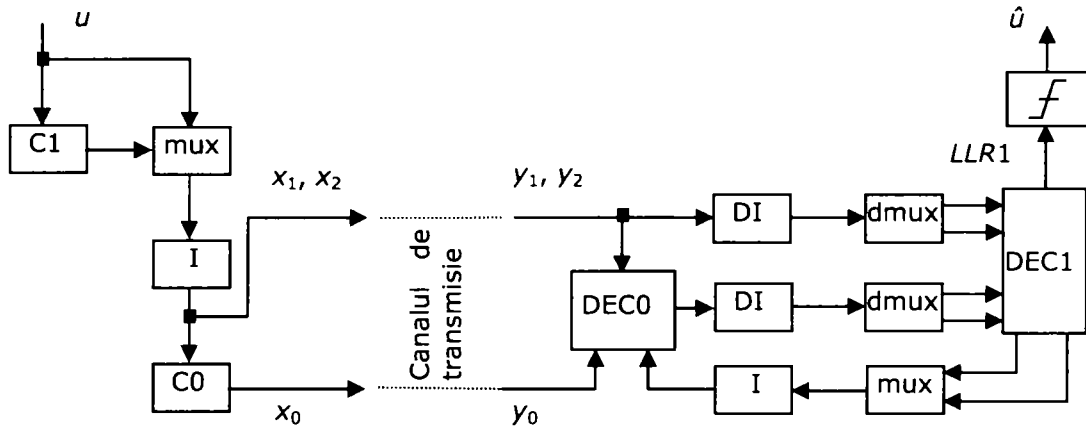 u
û
C1
mux
LLR1
x₁, x₂
y₁, y₂
DI
dmux
I
DEC1
Canalul de
transmisie
DEC0
DI
dmux
C0
I
mux
x₀
y₀